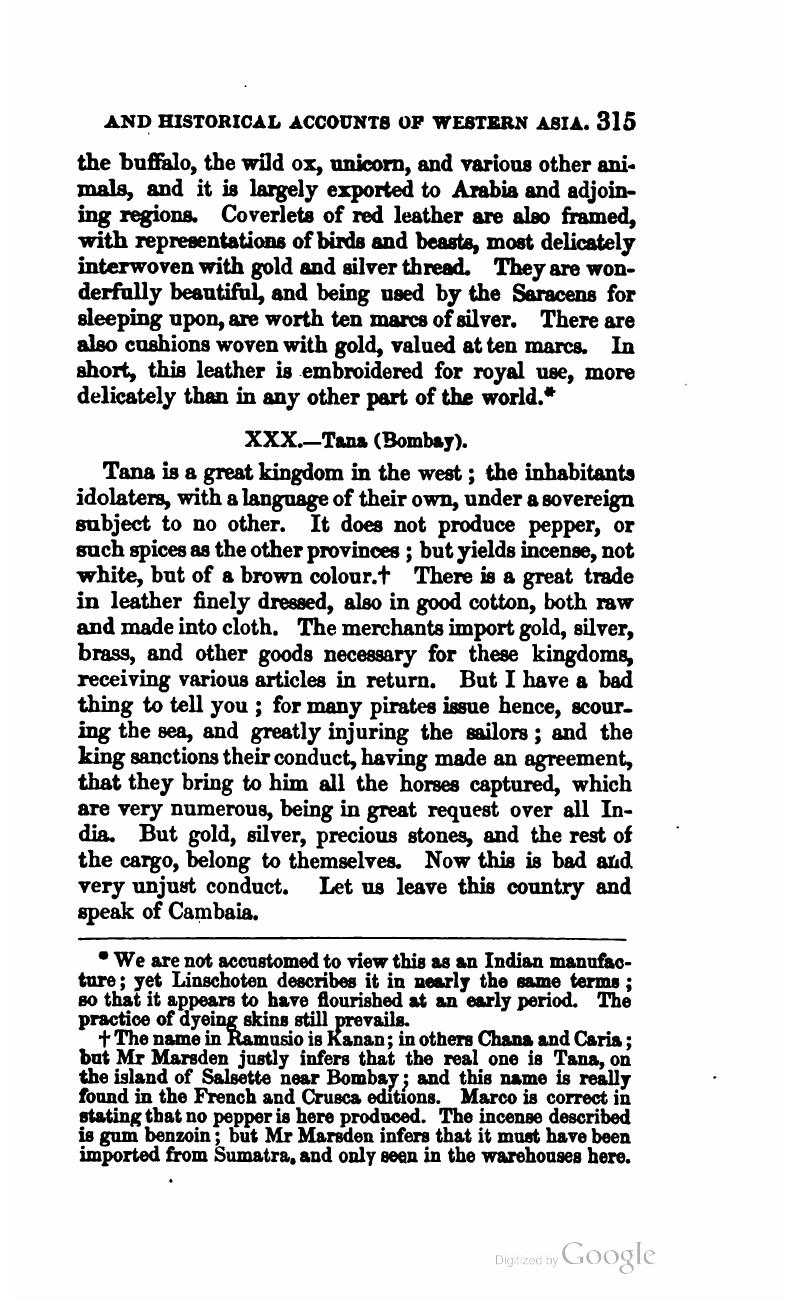 AND HISTORICAL ACCOUNTS OF WESTERN ASIA. 315
the buffalo, the wild ox, unicorn, and various other ani-
mals, and it is largely exported to Arabia and adjoin-
ing regions. Coverlets of red leather are also framed,
with representations of birds and beasts, most delicately
interwoven with gold and silver thread. They are won-
derfully beautiful, and being used by the Saracens for
sleeping upon, are worth ten marcs of silver. There are
also cushions woven with gold, valued at ten marcs. In
short, this leather is embroidered for royal use, more
delicately than in any other part of the world.*
XXX.—Tana (Bombay).
Tana is a great kingdom in the west; the inhabitants
idolaters, with a language of their own, under a sovereign
subject to no other. It does not produce pepper, or
such spices as the other provinces; but yields incense, not
white, but of a brown colour.† There is a great trade
in leather finely dressed, also in good cotton, both raw
and made into cloth. The merchants import gold, silver,
brass, and other goods necessary for these kingdoms,
receiving various articles in return. But I have a bad
thing to tell you; for many pirates issue hence, scour-
ing the sea, and greatly injuring the sailors; and the
king sanctions their conduct, having made an agreement,
that they bring to him all the horses captured, which
are very numerous, being in great request over all In-
dia. But gold, silver, precious stones, and the rest of
the cargo, belong to themselves. Now this is bad and
very unjust conduct. Let us leave this country and
speak of Cambaia.
* We are not accustomed to view this as an Indian manufac-
ture; yet Linschoten describes it in nearly the same terms;
so that it appears to have flourished at an early period. The
practice of dyeing skins still prevails.
† The name in Ramusio is Kanan; in others Chana and Caria;
but Mr Marsden justly infers that the real one is Tana, on
the island of Salsette near Bombay; and this name is really
found in the French and Crusca editions. Marco is correct in
stating that no pepper is here produced. The incense described
is gum benzoin; but Mr Marsden infers that it must have been
imported from Sumatra, and only seen in the warehouses here.
Digitized by Google